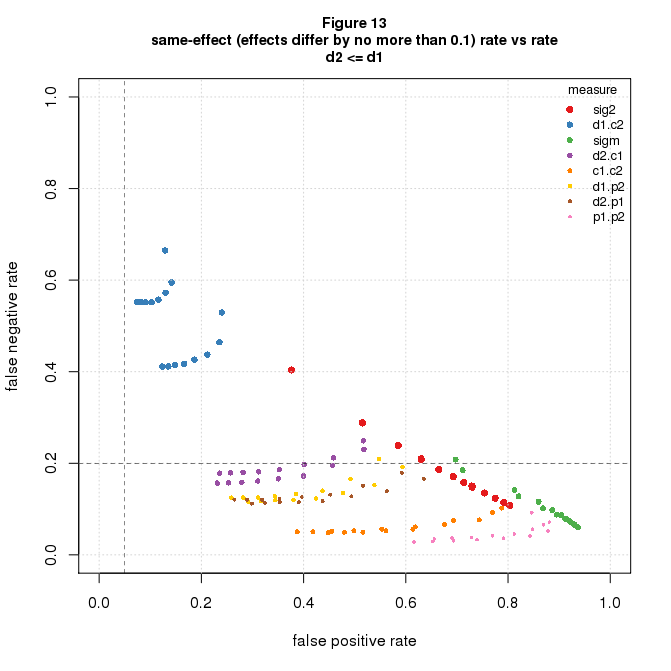 Figure 13
same-effect (effects differ by no more than 0.1) rate vs rate
d2 <= d1
measure
sig2
d1.c2
sigm
d2.c1
c1.c2
d1.p2
d2.p1
p1.p2
false negative rate
1.0
0.8
0.6
0.4
0.2
0.0
0.0 0.2 0.4 0.6 0.8 1.0
false positive rate